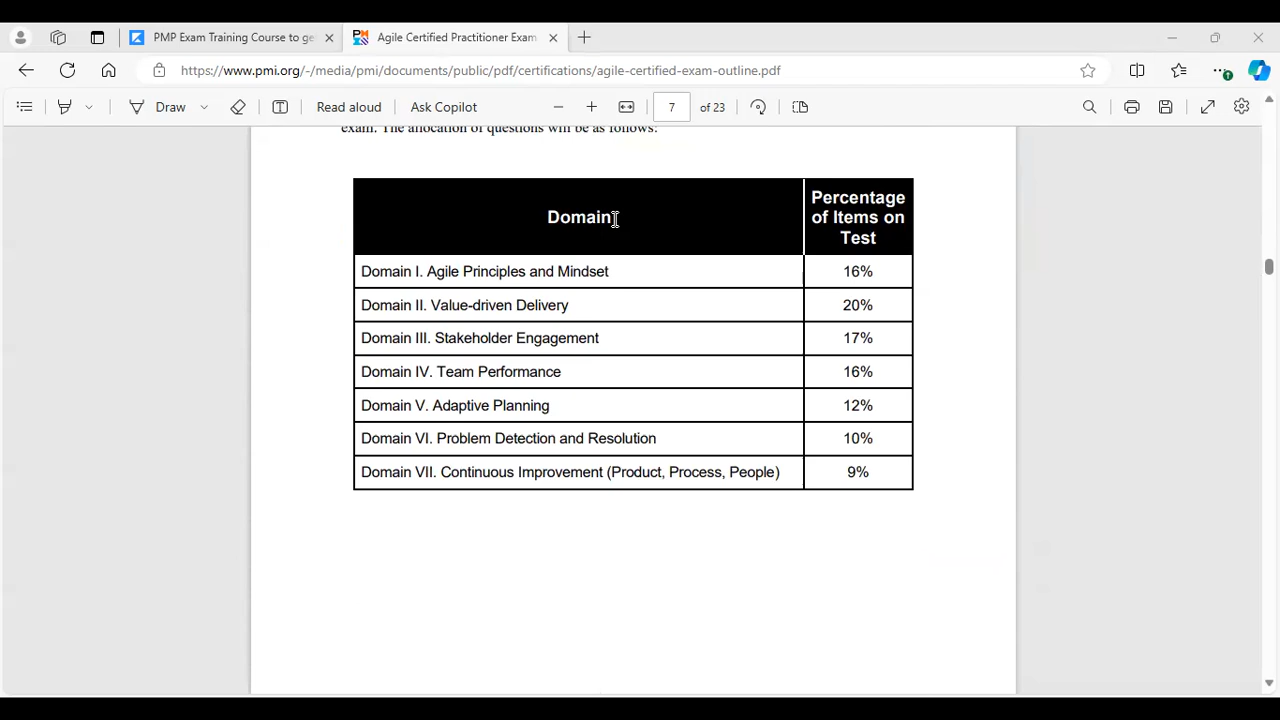 PMP Exam Training Course to ge
Agile Certified Practitioner Exam
https://www.pmi.org/-/media/pmi/documents/public/pdf/certifications/agile-certified-exam-outline.pdf
Draw
Read aloud
Ask Copilot
7
of 23
exam. The allocation of questions will be as follows:
Domain
Percentage
of Items on
Test
Domain I. Agile Principles and Mindset
16%
Domain II. Value-driven Delivery
20%
Domain III. Stakeholder Engagement
17%
Domain IV. Team Performance
16%
Domain V. Adaptive Planning
12%
Domain VI. Problem Detection and Resolution
10%
Domain VII. Continuous Improvement (Product, Process, People)
9%